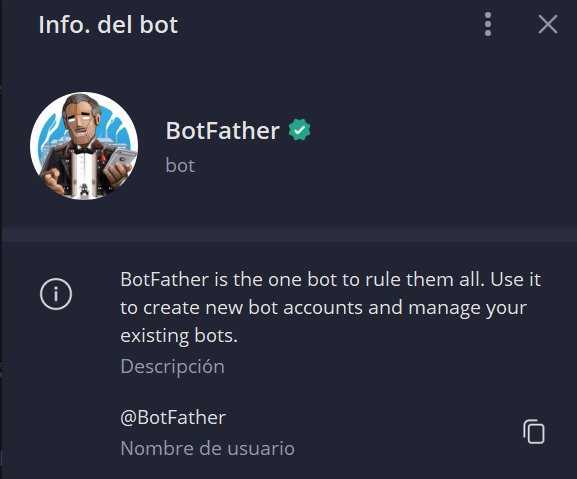 Info. del bot
BotFather
bot
BotFather is the one bot to rule them all. Use it
to create new bot accounts and manage your
existing bots.
Descripción
@BotFather
Nombre de usuario